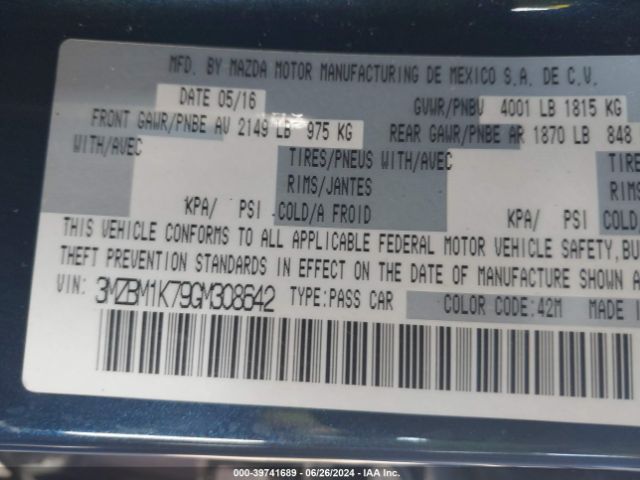 MFD. BY MAZDA MOTOR MANUFACTURING DE MEXICO S.A. DE C.V.
DATE 05/16 GVWR/PNBV 4001 LB 1815 KG
FRONT GAWR/PNBE AV 2149 LB 975 KG REAR GAWR/PNBE AR 1870 LB 848
WITH/AVEC TIRES/PNEUS WITH/AVEC TIRE
RIMS/JANTES RIMS
KPA/ PSI COLD/A FROID KPA/ PSI COLD
THIS VEHICLE CONFORMS TO ALL APPLICABLE FEDERAL MOTOR VEHICLE SAFETY, BU
THEFT PREVENTION STANDARDS IN EFFECT ON THE DATE OF MANUFACTURE SHOWN A
VIN: 3MZBM1K79GM308642 TYPE:PASS CAR COLOR CODE:42M MADE I
000-39741689 - 06/26/2024 - IAAI.COM